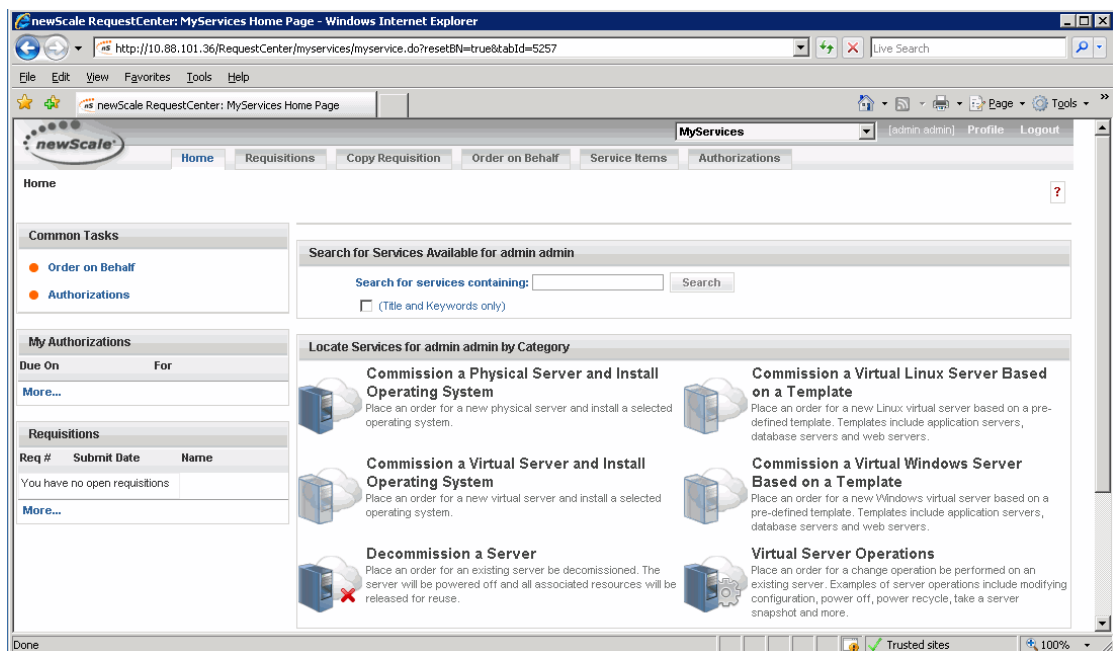 newScale RequestCenter: MyServices Home Page - Windows Internet Explorer
http://10.88.101.36/RequestCenter/myservices/myservice.do?resetBN=true&tabId=5257
Live Search
File Edit View Favorites Tools Help
newScale RequestCenter: MyServices Home Page
Page Tools
newScale
MyServices
[admin admin] Profile Logout
Home Requisitions Copy Requisition Order on Behalf Service Items Authorizations
Home
?
Common Tasks
Order on Behalf
Authorizations
My Authorizations
Due On For
More...
Requisitions
Req # Submit Date Name
You have no open requisitions
More...
Search for Services Available for admin admin
Search for services containing: Search
(Title and Keywords only)
Locate Services for admin admin by Category
Commission a Physical Server and Install
Operating System
Place an order for a new physical server and install a selected
operating system.
Commission a Virtual Linux Server Based
on a Template
Place an order for a new Linux virtual server based on a pre-
defined template. Templates include application servers,
database servers and web servers.
Commission a Virtual Server and Install
Operating System
Place an order for a new virtual server and install a selected
operating system.
Commission a Virtual Windows Server
Based on a Template
Place an order for a new Windows virtual server based on a
pre-defined template. Templates include application servers,
database servers and web servers.
Decommission a Server
Place an order for an existing server be decomissioned. The
server will be powered off and all associated resources will be
released for reuse.
Virtual Server Operations
Place an order for a change operation be performed on an
existing server. Examples of server operations include modifying
configuration, power off, power recycle, take a server
snapshot and more.
Done
Trusted sites
100%